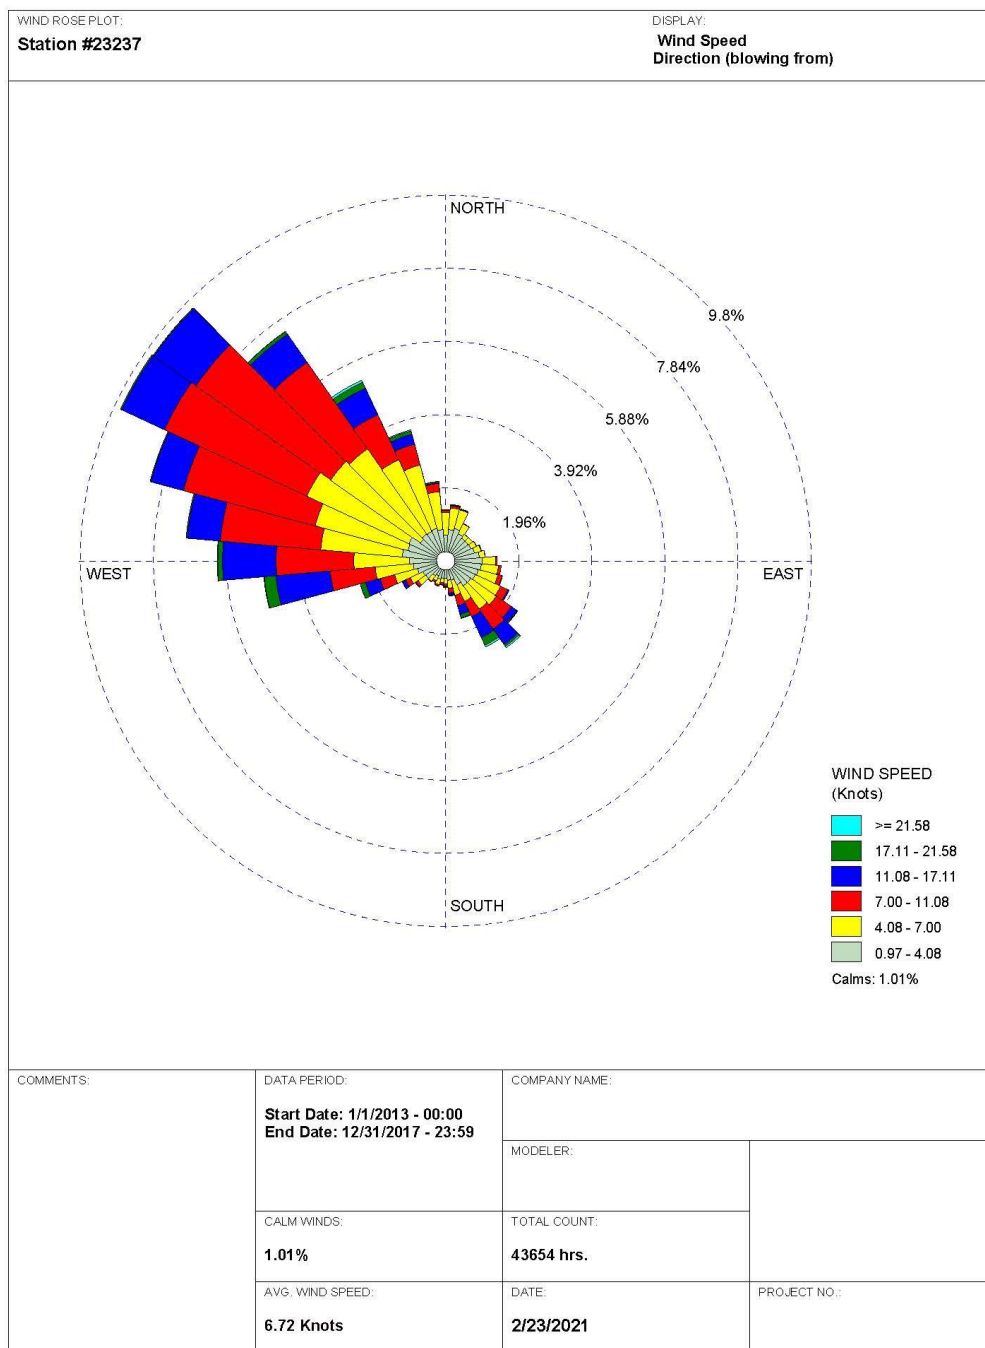 WIND ROSE PLOT:
Station #23237
DISPLAY:
Wind Speed
Direction (blowing from)
NORTH
9.8%
7.84%
5.88%
3.92%
1.96%
WEST
EAST
SOUTH
WIND SPEED
(Knots)
>= 21.58
17.11 - 21.58
11.08 - 17.11
7.00 - 11.08
4.08 - 7.00
0.97 - 4.08
Calms: 1.01%
COMMENTS:
DATA PERIOD:
Start Date: 1/1/2013 - 00:00
End Date: 12/31/2017 - 23:59
COMPANY NAME:
MODELER:
CALM WINDS:
1.01%
TOTAL COUNT:
43654 hrs.
AVG. WIND SPEED:
6.72 Knots
DATE:
2/23/2021
PROJECT NO.: